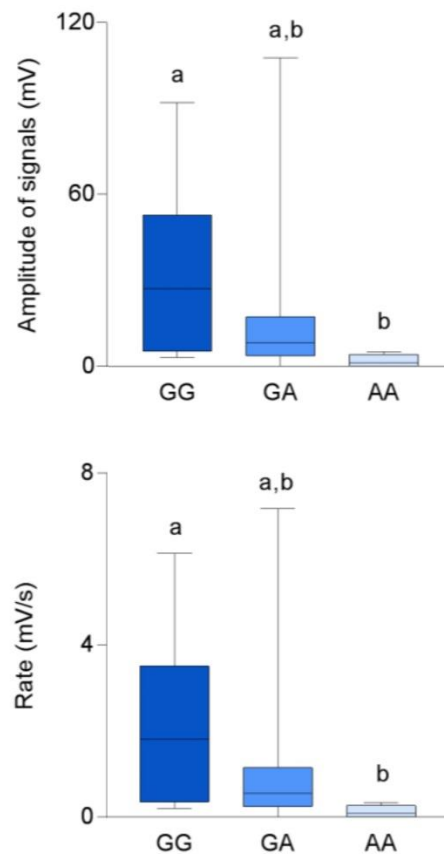 Amplitude of signals (mV)
120
60
0
a
a,b
b
GG GA AA
Rate (mV/s)
8
4
0
a
a,b
b
GG GA AA